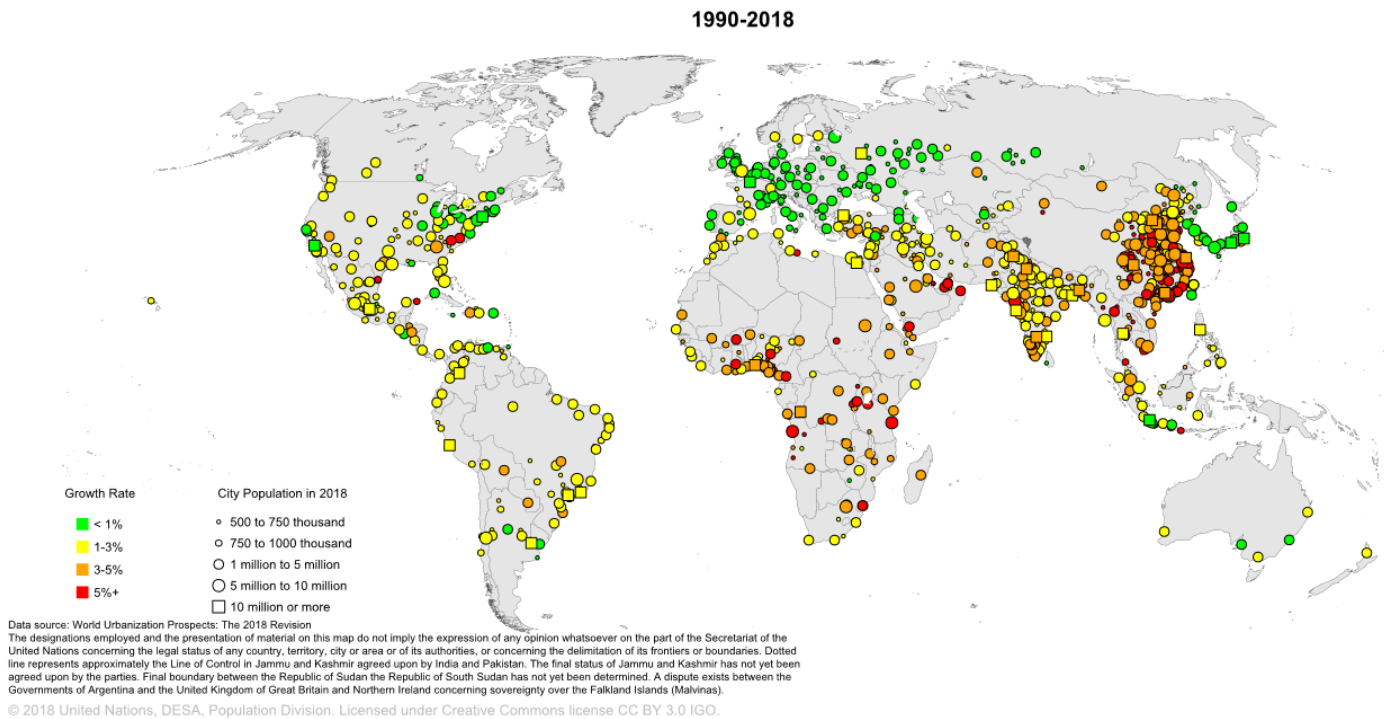 1990-2018
Growth Rate
< 1%
1-3%
3-5%
5%+
City Population in 2018
500 to 750 thousand
750 to 1000 thousand
1 million to 5 million
5 million to 10 million
10 million or more
Data source: World Urbanization Prospects: The 2018 Revision
The designations employed and the presentation of material on this map do not imply the expression of any opinion whatsoever on the part of the Secretariat of the
United Nations concerning the legal status of any country, territory, city or area or of its authorities, or concerning the delimitation of its frontiers or boundaries. Dotted
line represents approximately the Line of Control in Jammu and Kashmir agreed upon by India and Pakistan. The final status of Jammu and Kashmir has not yet been
agreed upon by the parties. Final boundary between the Republic of Sudan the Republic of South Sudan has not yet been determined. A dispute exists between the
Governments of Argentina and the United Kingdom of Great Britain and Northern Ireland concerning sovereignty over the Falkland Islands (Malvinas).
© 2018 United Nations, DESA, Population Division. Licensed under Creative Commons license CC BY 3.0 IGO.